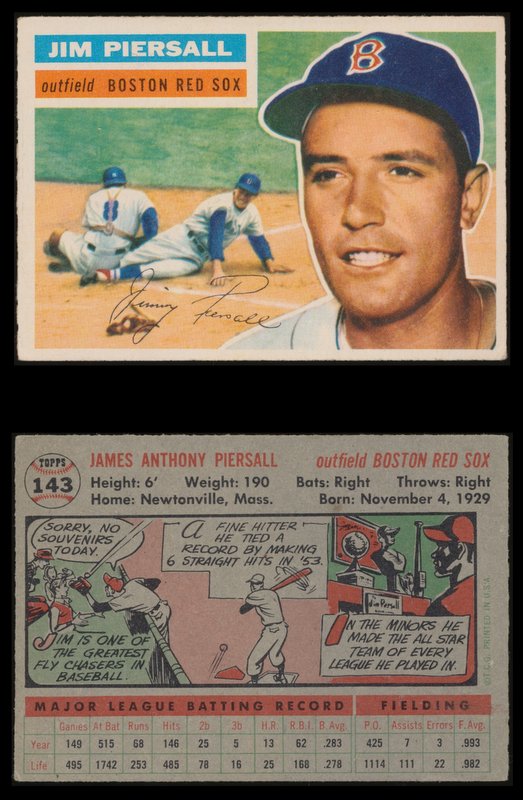 JIM PIERSALL
outfield BOSTON RED SOX
B
8
Jimmy Piersall
TOPPS
143
JAMES ANTHONY PIERSALL outfield BOSTON RED SOX
Height: 6' Weight: 190 Bats: Right Throws: Right
Home: Newtonville, Mass. Born: November 4, 1929
SORRY, NO
SOUVENIRS
TODAY.
JIM IS ONE OF
THE GREATEST
FLY CHASERS IN
BASEBALL.
A FINE HITTER
HE TIED A
RECORD BY MAKING
6 STRAIGHT HITS IN '53.
Jim Piersall
IN THE MINORS HE
MADE THE ALL STAR
TEAM OF EVERY
LEAGUE HE PLAYED IN.
©T.C.G. PRINTED IN U.S.A.
MAJOR LEAGUE BATTING RECORD FIELDING
Games At Bat Runs Hits 2b 3b H.R. R.B.I. B. Avg. P.O. Assists Errors F. Avg.
Year 149 515 68 146 25 5 13 62 .283 425 7 3 .993
Life 495 1742 253 485 78 16 25 168 .278 1114 111 22 .982